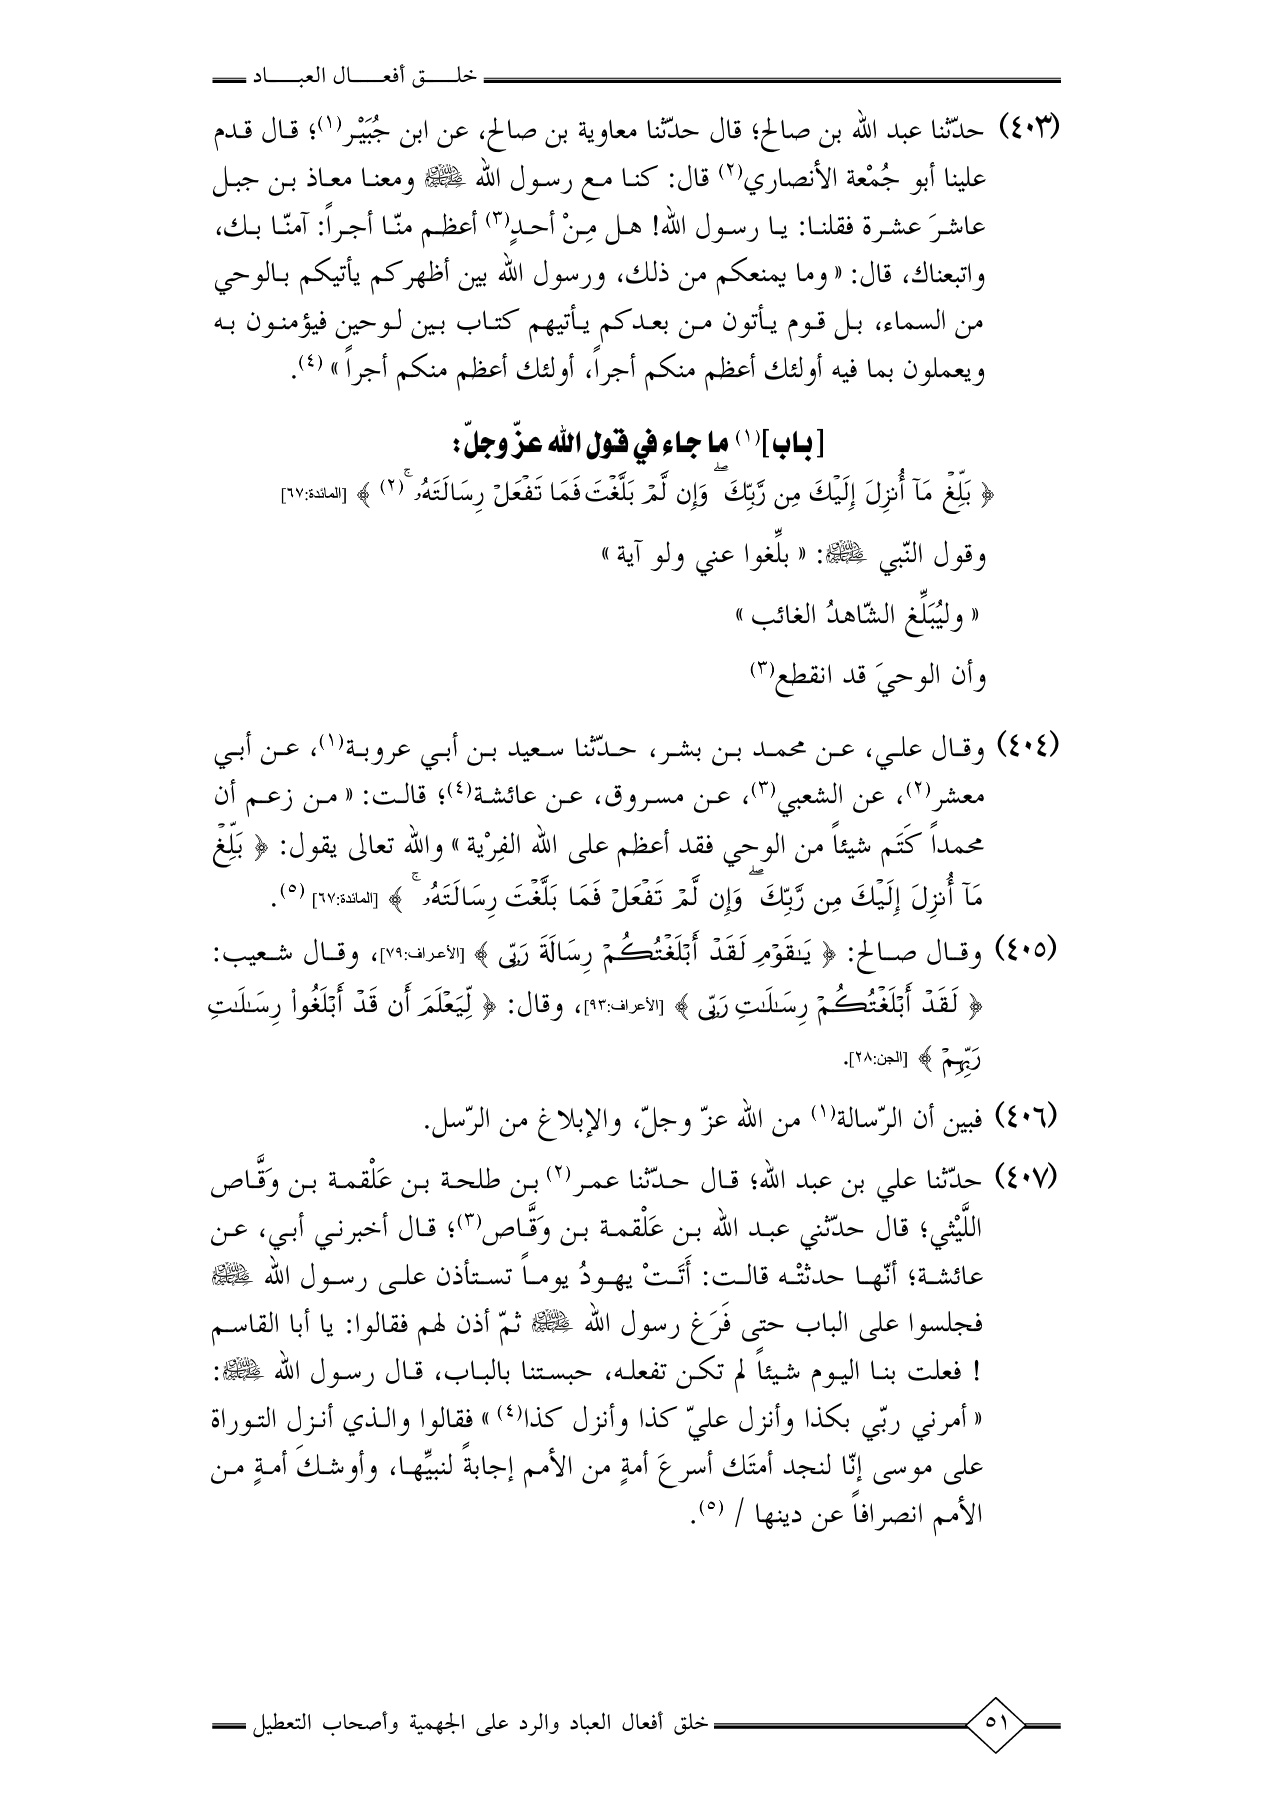 خلـــق أفعـــال العبـــاد
(٤٠٣) حدّثنا عبد الله بن صالح؛ قال حدّثنا معاوية بن صالح، عن ابن جُبَيْر(١)؛ قال قدم
علينا أبو جُمْعة الأنصاري(٢) قال: كنا مع رسول الله ﷺ ومعنا معاذ بن جبل
عاشرَ عشرة فقلنا: يا رسول الله! هل مِنْ أحدٍ(٣) أعظم منّا أجراً: آمنّا بك،
واتبعناك، قال: « وما يمنعكم من ذلك، ورسول الله بين أظهركم يأتيكم بالوحي
من السماء، بل قوم يأتون من بعدكم يأتيهم كتاب بين لوحين فيؤمنون به
ويعملون بما فيه أولئك أعظم منكم أجراً، أولئك أعظم منكم أجراً » (٤).
[باب](١) ما جاء في قول الله عزّ وجلّ:
﴿ بَلِّغْ مَآ أُنزِلَ إِلَيْكَ مِن رَّبِّكَ ۖ وَإِن لَّمْ بَلَّغْتَ فَمَا تَفْعَلْ رِسَالَتَهُۥ ۚ (٢) ﴾ [المائدة:٦٧]
وقول النّبي ﷺ: « بلِّغوا عني ولو آية »
« وليُبَلِّغ الشّاهدُ الغائب »
وأن الوحيَ قد انقطع(٣)
(٤٠٤) وقال علي، عن محمد بن بشر، حدّثنا سعيد بن أبي عروبة(١)، عن أبي
معشر(٢)، عن الشعبي(٣)، عن مسروق، عن عائشة(٤)؛ قالت: « من زعم أن
محمداً كَتَم شيئاً من الوحي فقد أعظم على الله الفِرْية » والله تعالى يقول: ﴿ بَلِّغْ
مَآ أُنزِلَ إِلَيْكَ مِن رَّبِّكَ ۖ وَإِن لَّمْ تَفْعَلْ فَمَا بَلَّغْتَ رِسَالَتَهُۥ ۚ ﴾ [المائدة:٦٧] (٥).
(٤٠٥) وقال صالح: ﴿ يَٰقَوْمِ لَقَدْ أَبْلَغْتُكُمْ رِسَالَةَ رَبِّى ﴾ [الأعراف:٧٩]، وقال شعيب:
﴿ لَقَدْ أَبْلَغْتُكُمْ رِسَٰلَٰتِ رَبِّى ﴾ [الأعراف:٩٣]، وقال: ﴿ لِّيَعْلَمَ أَن قَدْ أَبْلَغُوا۟ رِسَٰلَٰتِ
رَبِّهِمْ ﴾ [الجن:٢٨].
(٤٠٦) فبين أن الرّسالة(١) من الله عزّ وجلّ، والإبلاغ من الرّسل.
(٤٠٧) حدّثنا علي بن عبد الله؛ قال حدّثنا عمر(٢) بن طلحة بن عَلْقمة بن وَقَّاص
اللَّيْثي؛ قال حدّثني عبد الله بن عَلْقمة بن وَقَّاص(٣)؛ قال أخبرني أبي، عن
عائشة؛ أنّها حدثتْه قالت: أَتَتْ يهودُ يوماً تستأذن على رسول الله ﷺ
فجلسوا على الباب حتى فَرَغ رسول الله ﷺ ثمّ أذن لهم فقالوا: يا أبا القاسم
! فعلت بنا اليوم شيئاً لم تكن تفعله، حبستنا بالباب، قال رسول الله ﷺ:
« أمرني ربّي بكذا وأنزل عليّ كذا وأنزل كذا(٤) » فقالوا والذي أنزل التوراة
على موسى إنّا لنجد أمتَك أسرعَ أمةٍ من الأمم إجابةً لنبيِّها، وأوشكَ أمةٍ من
الأمم انصرافاً عن دينها / (٥).
٥١ خلق أفعال العباد والرد على الجهمية وأصحاب التعطيل